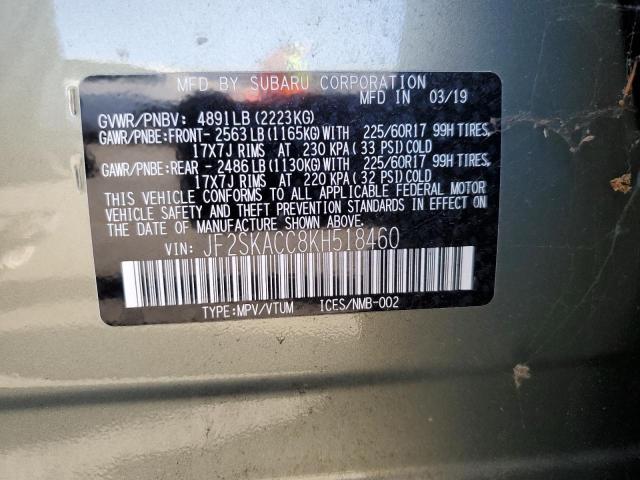 MFD BY SUBARU CORPORATION
MFD. IN 03/19
GVWR/PNBV: 4891LB (2223KG)
GAWR/PNBE:FRONT- 2563LB (1165KG)WITH 225/60R17 99H TIRES,
17X7J RIMS AT 230 KPA( 33 PSI)COLD
GAWR/PNBE:REAR - 2486LB(1130KG)WITH 225/60R17 99H TIRES,
17X7J RIMS AT 220 KPA( 32 PSI)COLD
THIS VEHICLE CONFORMS TO ALL APPLICABLE FEDERAL MOTOR
VEHICLE SAFETY AND THEFT PREVENTION STANDARDS IN EFFECT ON
THE DATE OF MANUFACTURE SHOWN ABOVE.
VIN: JF2SKACC8KH518460
TYPE:MPV/VTUM ICES/NMB-002